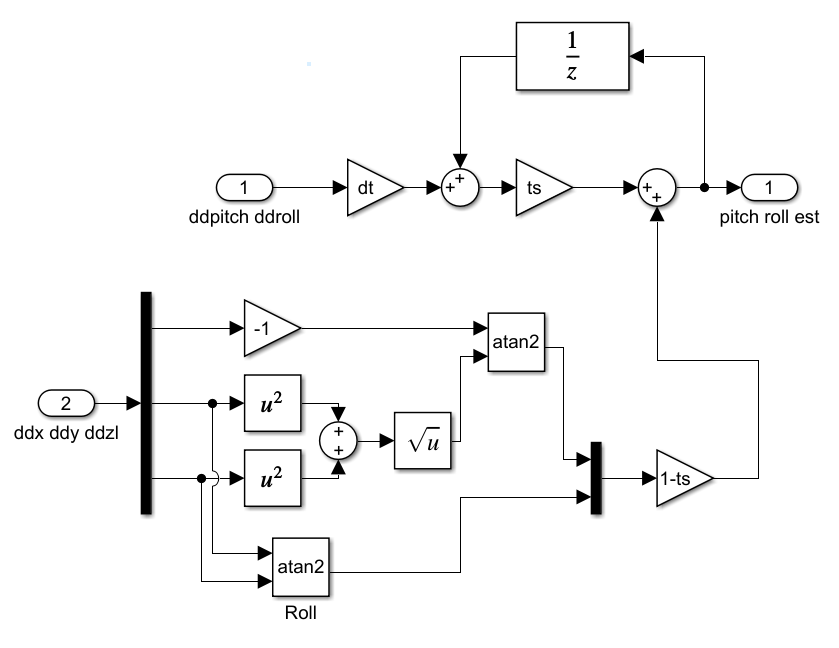 1
z
1
dt
+
+
ts
+
+
1
ddpitch ddroll
pitch roll est
-1
atan2
2
u²
+
+
√u
ddx ddy ddzl
u²
1-ts
atan2
Roll